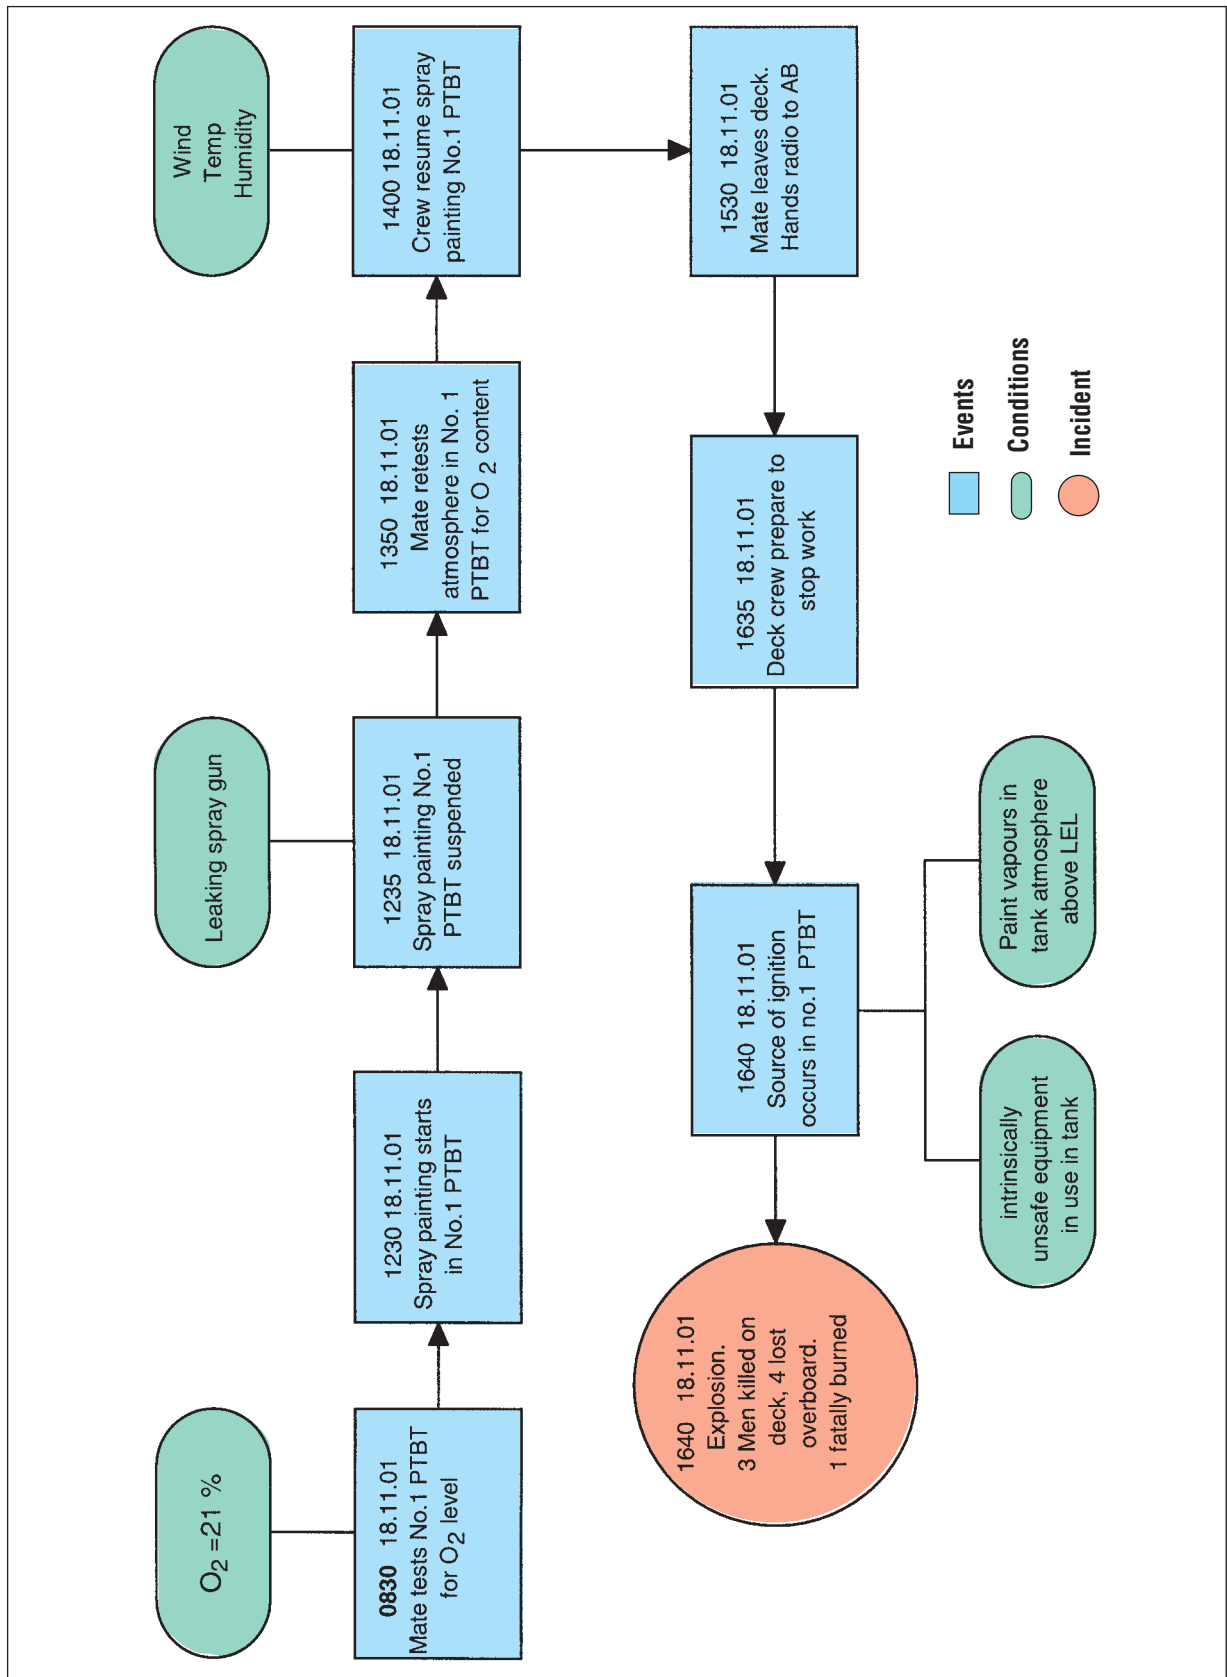 O2 =21 %
0830 18.11.01
Mate tests No.1 PTBT
for O2 level
1230 18.11.01
Spray painting starts
in No.1 PTBT
Leaking spray gun
1235 18.11.01
Spray painting No.1
PTBT suspended
1350 18.11.01
Mate retests
atmosphere in No. 1
PTBT for O 2 content
Wind
Temp
Humidity
1400 18.11.01
Crew resume spray
painting No.1 PTBT
1530 18.11.01
Mate leaves deck.
Hands radio to AB
1635 18.11.01
Deck crew prepare to
stop work
1640 18.11.01
Source of ignition
occurs in no.1 PTBT
intrinsically
unsafe equipment
in use in tank
Paint vapours in
tank atmosphere
above LEL
1640 18.11.01
Explosion.
3 Men killed on
deck, 4 lost
overboard.
1 fatally burned
Events
Conditions
Incident